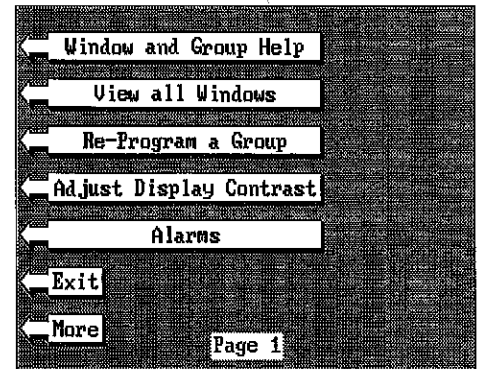 Window and Group Help
View all Windows
Re-Program a Group
Adjust Display Contrast
Alarms
Exit
More
Page 1